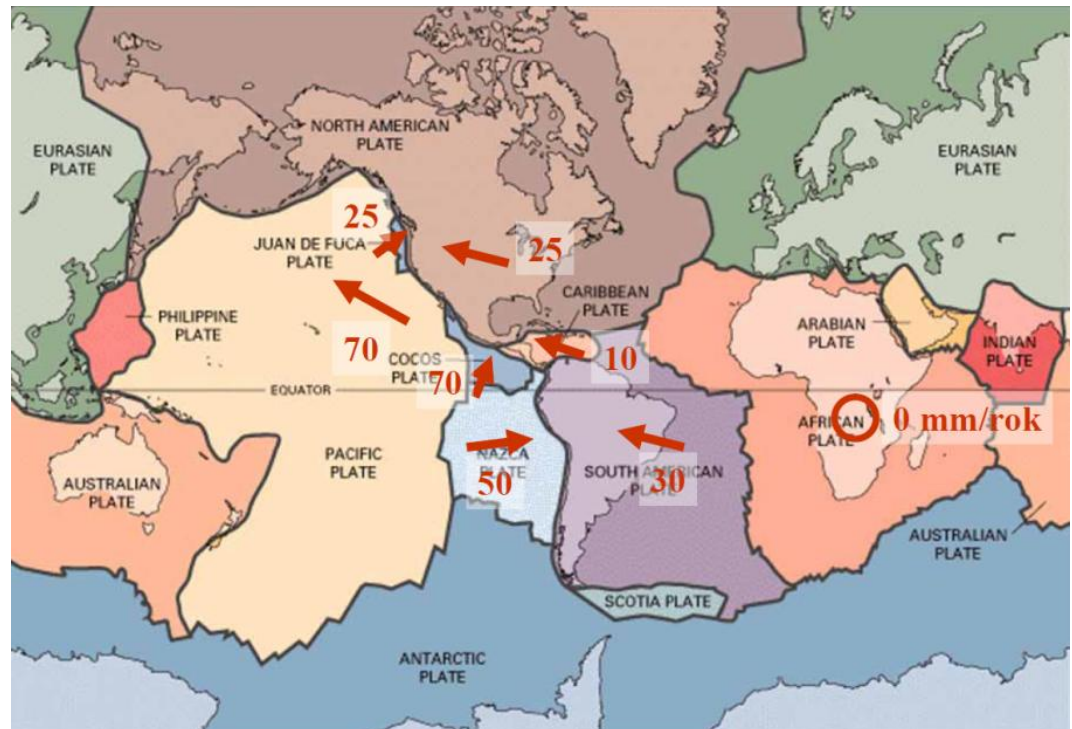 NORTH AMERICAN
PLATE
EURASIAN
PLATE
EURASIAN
PLATE
25
JUAN DE FUCA
PLATE
25
CARIBBEAN
PLATE
PHILIPPINE
PLATE
ARABIAN
PLATE
INDIAN
PLATE
70
COCOS
PLATE
10
70
EQUATOR
0 mm/rok
AFRICAN
PLATE
PACIFIC
PLATE
NAZCA
PLATE
50
SOUTH AMERICAN
PLATE
30
AUSTRALIAN
PLATE
AUSTRALIAN
PLATE
SCOTIA PLATE
ANTARCTIC
PLATE